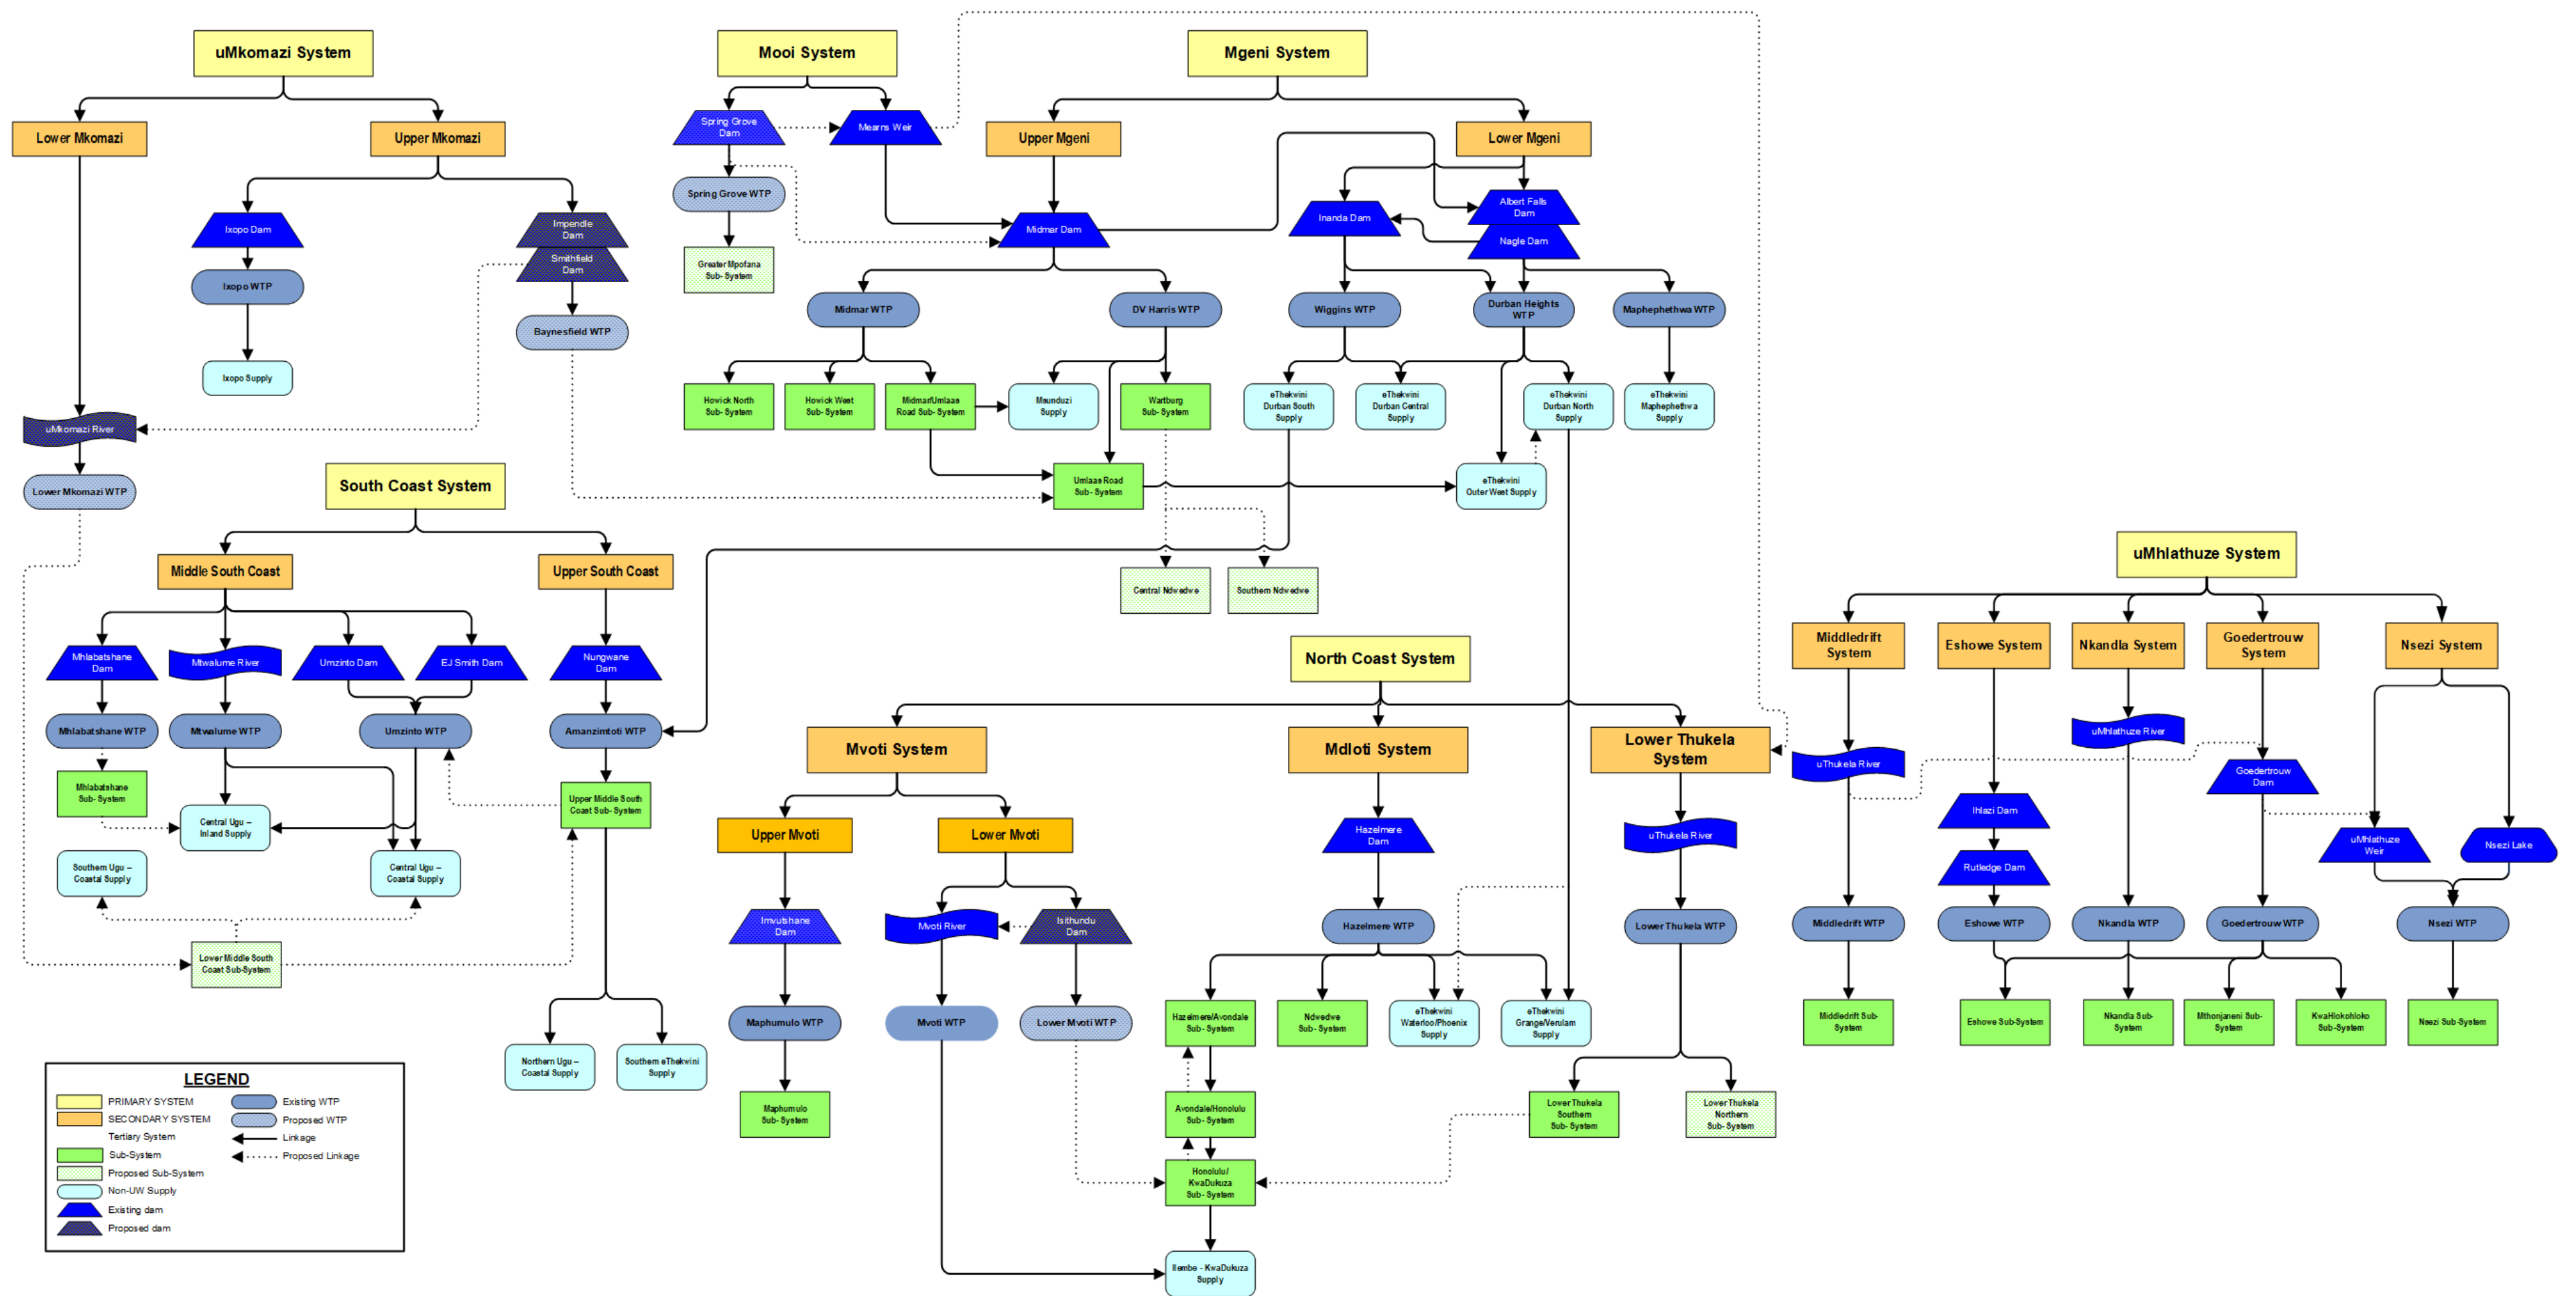 uMkomazi System
Mooi System
Mgeni System
Lower Mkomazi
Upper Mkomazi
Spring Grove
Dam
Mearns Weir
Upper Mgeni
Lower Mgeni
Spring Grove WTP
Ixopo Dam
Impendle
Dam
Smithfield
Dam
Midmar Dam
Inanda Dam
Albert Falls
Dam
Nagle Dam
Greater Mpofana
Sub- System
Ixopo WTP
Baynesfield WTP
Midmar WTP
DV Harris WTP
Wiggins WTP
Durban Heights
WTP
Maphephethwa WTP
Ixopo Supply
Howick North
Sub- System
Howick West
Sub- System
Midmar/Umlaas
Road Sub- System
Msunduzi
Supply
Wartburg
Sub- System
eThekwini
Durban South
Supply
eThekwini
Durban Central
Supply
eThekwini
Durban North
Supply
eThekwini
Maphephethwa
Supply
uMkomazi River
Lower Mkomazi WTP
South Coast System
Umlaas Road
Sub- System
eThekwini
Outer West Supply
Middle South Coast
Upper South Coast
Central Ndwedwe
Southern Ndwedwe
uMhlathuze System
Mhlabatshane
Dam
Mtwalume River
Umzinto Dam
EJ Smith Dam
Nungwane
Dam
North Coast System
Middledrift
System
Eshowe System
Nkandla System
Goedertrouw
System
Nsezi System
Mhlabatshane WTP
Mtwalume WTP
Umzinto WTP
Amanzimtoti WTP
Mvoti System
Mdloti System
Lower Thukela
System
uThukela River
uMhlathuze River
Goedertrouw
Dam
Mhlabatshane
Sub- System
Central Ugu –
Inland Supply
Upper Middle South
Coast Sub- System
Upper Mvoti
Lower Mvoti
Hazelmere
Dam
uThukela River
Ihlazi Dam
Rutledge Dam
uMhlathuze
Weir
Nsezi Lake
Southern Ugu –
Coastal Supply
Central Ugu –
Coastal Supply
Imvutshane
Dam
Mvoti River
Isithundu
Dam
Hazelmere WTP
Lower Thukela WTP
Middledrift WTP
Eshowe WTP
Nkandla WTP
Goedertrouw WTP
Nsezi WTP
Lower Middle South
Coast Sub-System
Maphumulo WTP
Mvoti WTP
Lower Mvoti WTP
Hazelmere/Avondale
Sub- System
Ndwedwe
Sub- System
eThekwini
Waterloo/Phoenix
Supply
eThekwini
Grange/Verulam
Supply
Middledrift Sub-
System
Eshowe Sub-System
Nkandla Sub-
System
Mthonjaneni Sub-
System
KwaHlokohloko
Sub-System
Nsezi Sub-System
Northern Ugu –
Coastal Supply
Southern eThekwini
Supply
Maphumulo
Sub- System
Avondale/Honolulu
Sub- System
Lower Thukela
Southern
Sub- System
Lower Thukela
Northern
Sub- System
Honolulu/
KwaDukuza
Sub- System
Ilembe - KwaDukuza
Supply
LEGEND
PRIMARY SYSTEM
SECONDARY SYSTEM
Tertiary System
Sub-System
Proposed Sub-System
Non-UW Supply
Existing dam
Proposed dam
Existing WTP
Proposed WTP
Linkage
Proposed Linkage